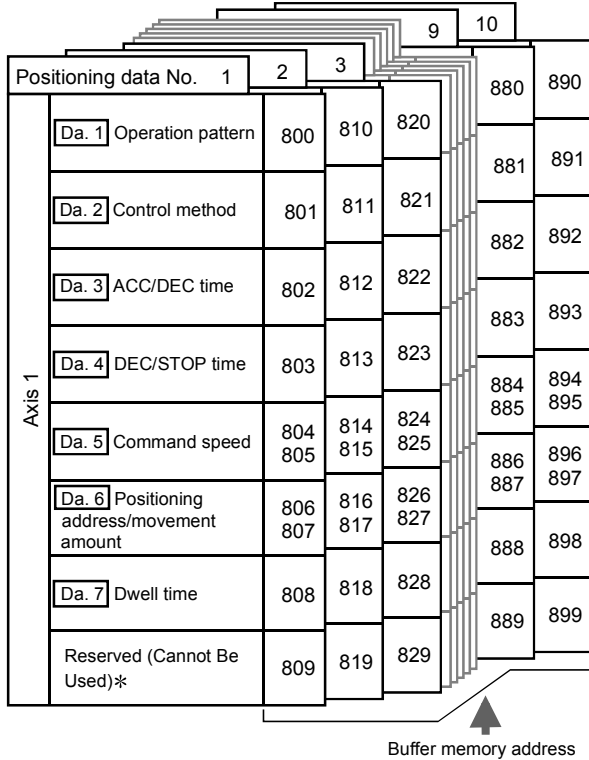 Positioning data No. 1 2 3 9 10
Axis 1
Da. 1 Operation pattern 800 810 820 880 890
Da. 2 Control method 801 811 821 881 891
Da. 3 ACC/DEC time 802 812 822 882 892
Da. 4 DEC/STOP time 803 813 823 883 893
Da. 5 Command speed 804 805 814 815 824 825 884 885 894 895
Da. 6 Positioning
address/movement
amount 806 807 816 817 826 827 886 887 896 897
Da. 7 Dwell time 808 818 828 888 898
Reserved (Cannot Be
Used)* 809 819 829 889 899
Buffer memory address